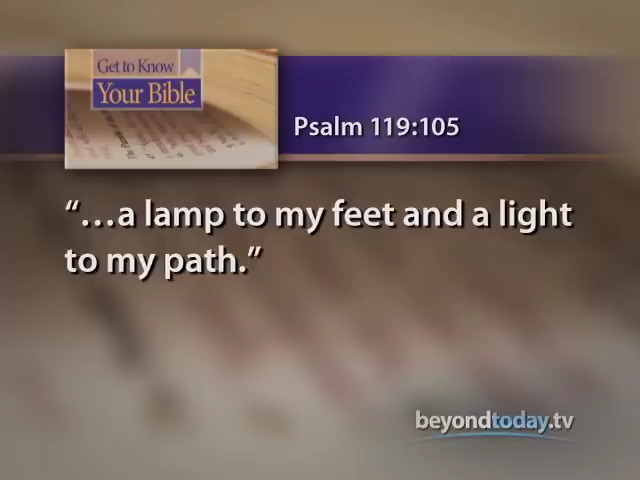 Get to Know
Your Bible
Psalm 119:105
“…a lamp to my feet and a light
to my path.”
beyondtoday.tv